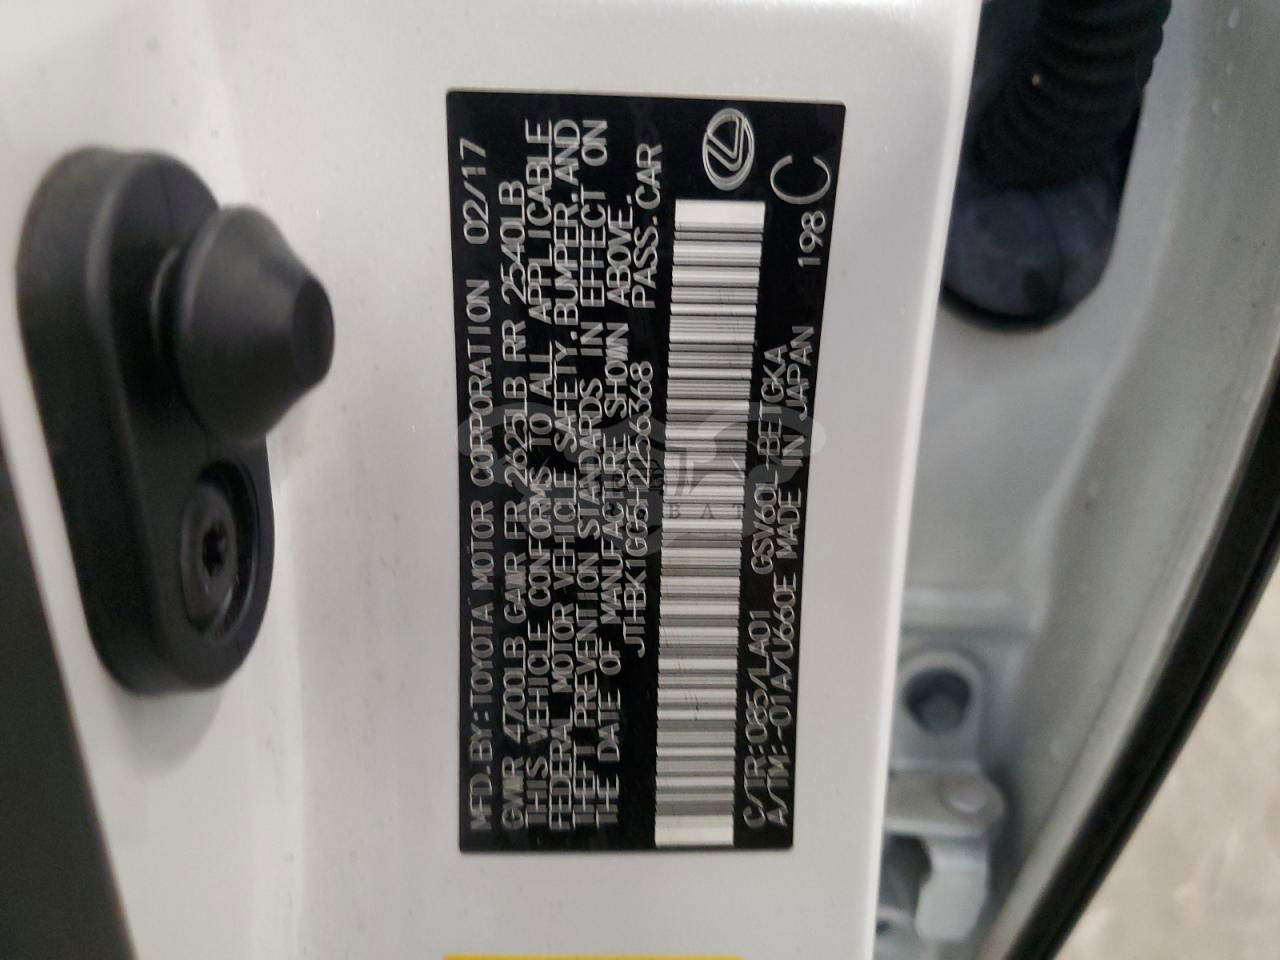 MFD.BY:TOYOTA MOTOR CORPORATION 02/17
GVWR 4700LB GAWR FR 2625LB RR 2540LB
THIS VEHICLE CONFORMS TO ALL APPLICABLE
FEDERAL MOTOR VEHICLE SAFETY.BUMPER.AND
THEFT PREVENTION STANDARDS IN EFFECT ON
THE DATE OF MANUFACTURE SHOWN ABOVE.
JTHBK1GG5H2256368 PASS.CAR
C/TR:085/LA01 GSV60L-BETGKA
A/TM:-01A/U660E MADE IN JAPAN 198 C